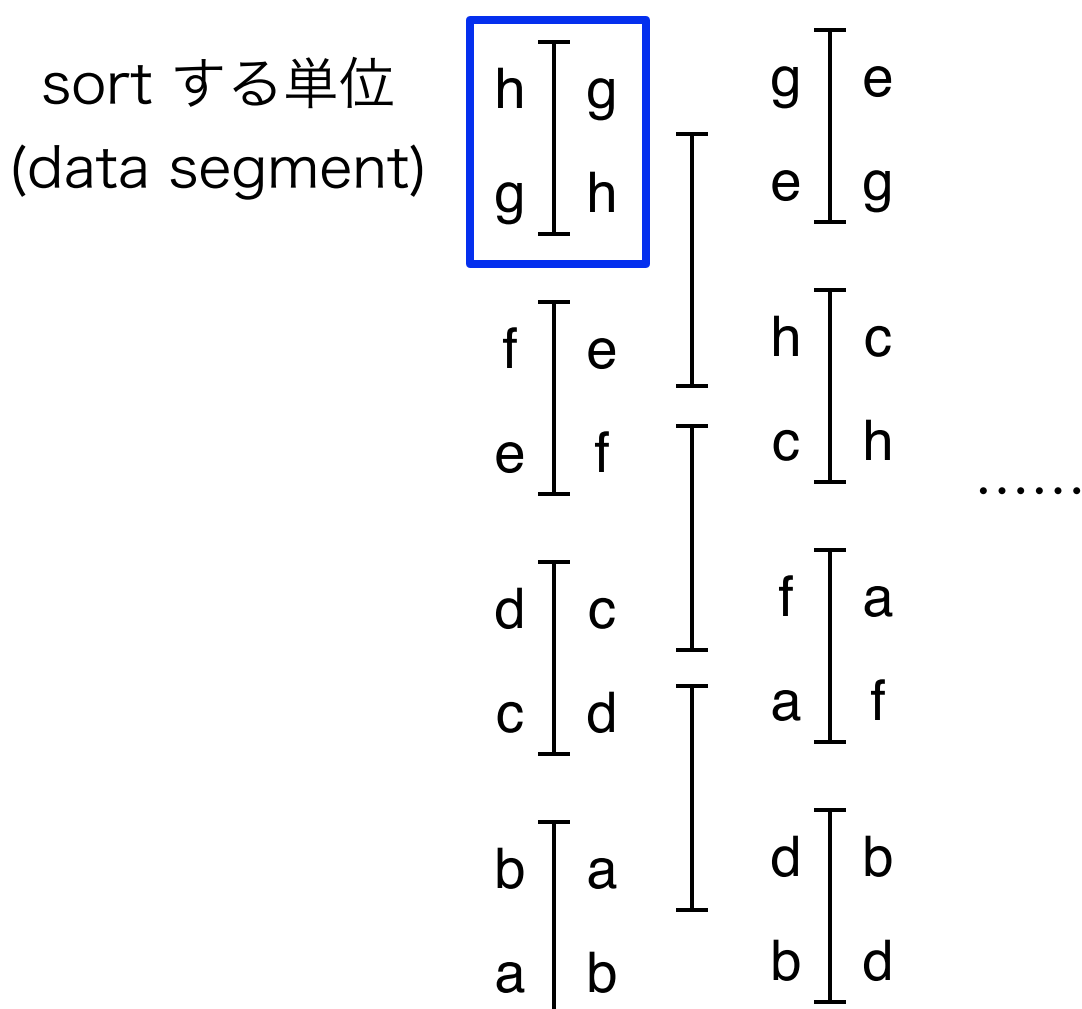 sort する単位
(data segment)
h g
g h
f e
e f
d c
c d
b a
a b
g e
e g
h c
c h
f a
a f
d b
b d
……